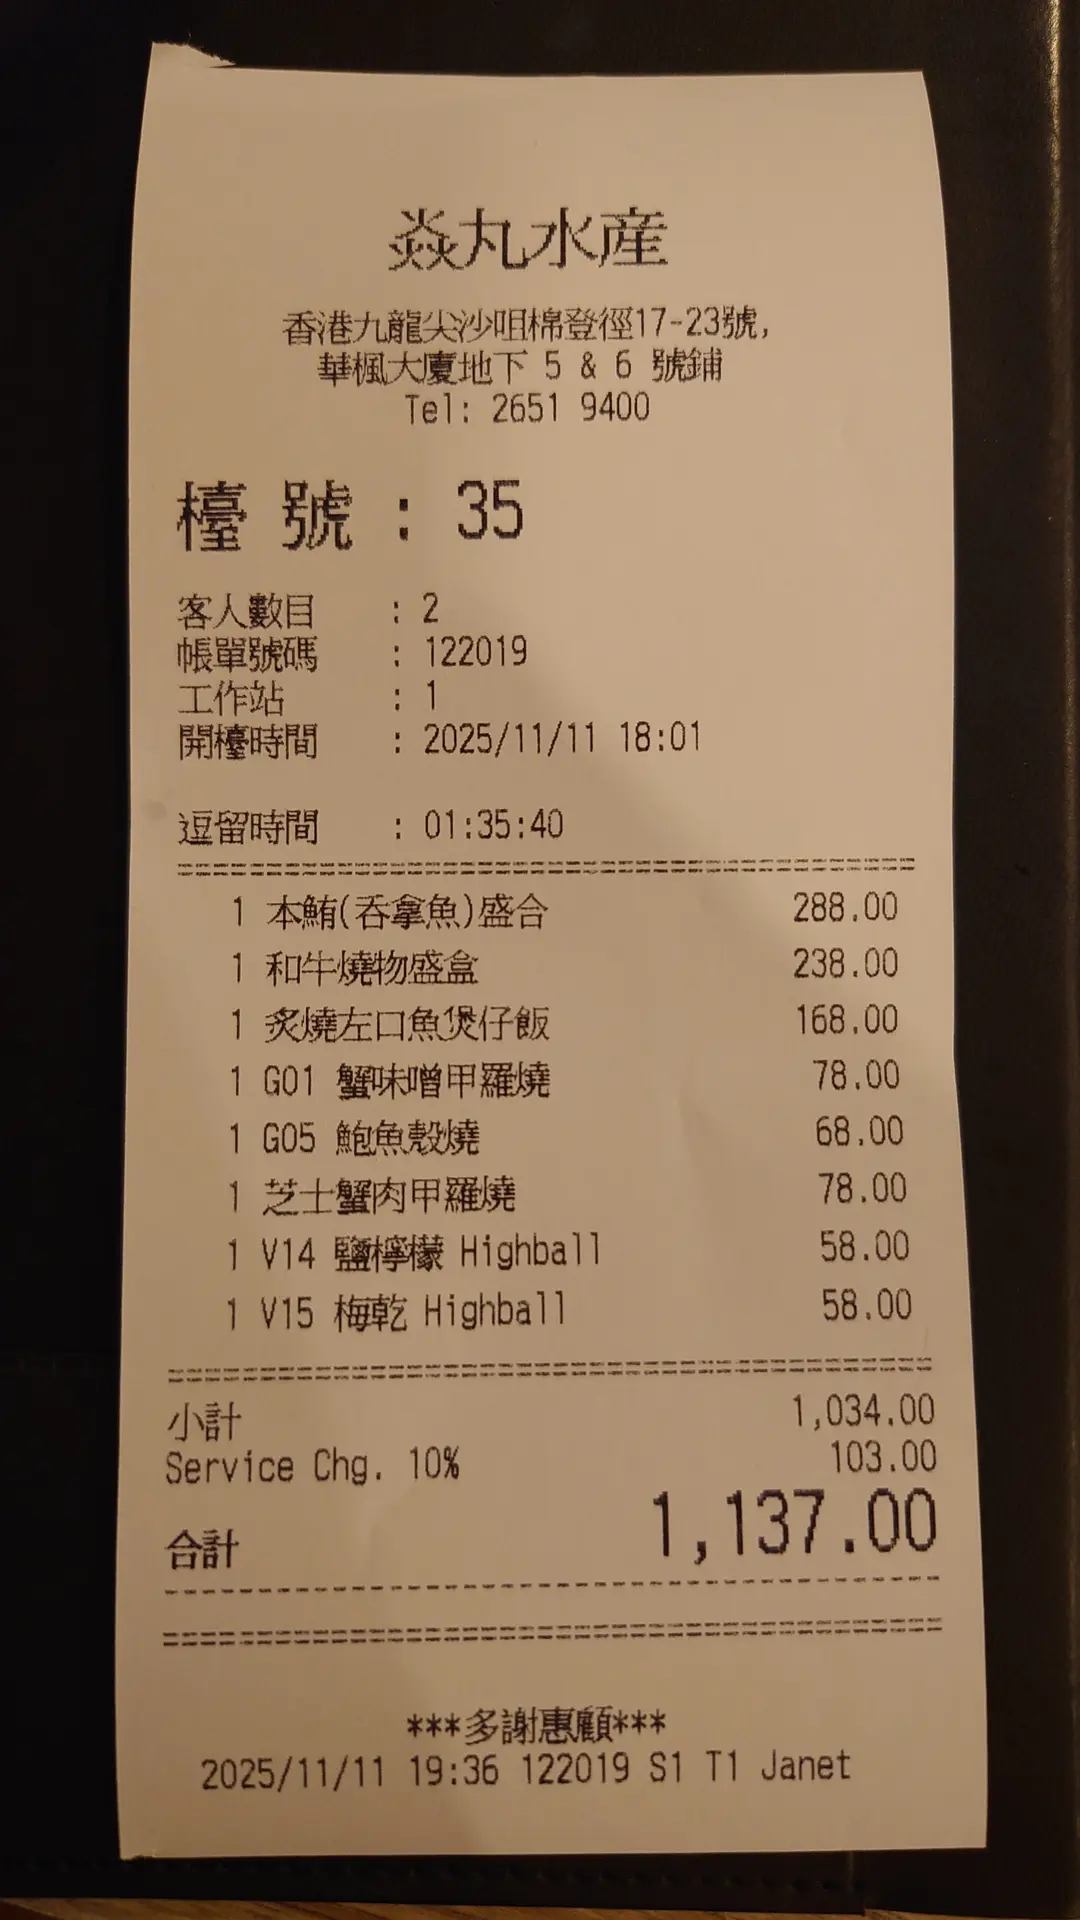 焱丸水産
香港九龍尖沙咀棉登徑17-23號,
華楓大廈地下 5 & 6 號鋪
Tel: 2651 9400
檯 號 : 35
客人數目 : 2
帳單號碼 : 122019
工作站 : 1
開檯時間 : 2025/11/11 18:01
逗留時間 : 01:35:40
1 本鮪(吞拿魚)盛合 288.00
1 和牛燒物盛盒 238.00
1 炙燒左口魚煲仔飯 168.00
1 G01 蟹味噌甲羅燒 78.00
1 G05 鮑魚殼燒 68.00
1 芝士蟹肉甲羅燒 78.00
1 V14 鹽檸檬 Highball 58.00
1 V15 梅乾 Highball 58.00
小計 1,034.00
Service Chg. 10% 103.00
合計 1,137.00
***多謝惠顧***
2025/11/11 19:36 122019 S1 T1 Janet